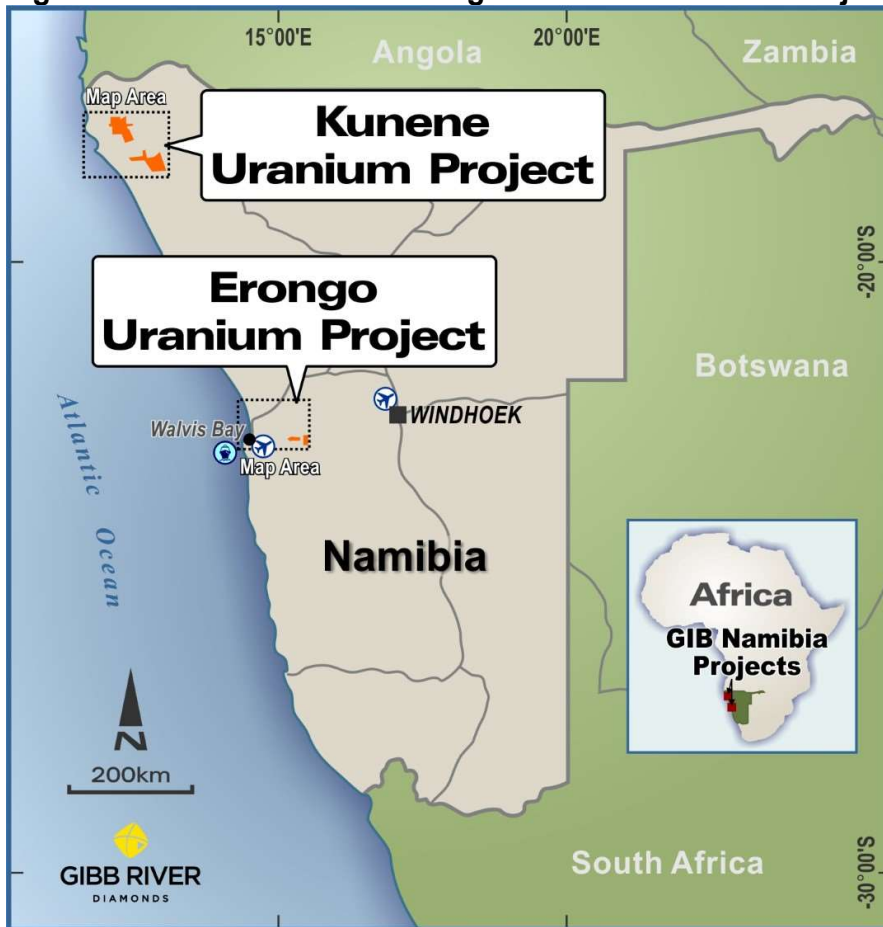 15°00'E
20°00'E
Angola
Zambia
Map Area
Kunene
Uranium Project
-20°00'S
Erongo
Uranium Project
Botswana
WINDHOEK
Walvis Bay
Map Area
Atlantic
Ocean
Namibia
Africa
GIB Namibia
Projects
N
200km
GIBB RIVER
DIAMONDS
South Africa
-30°00'S